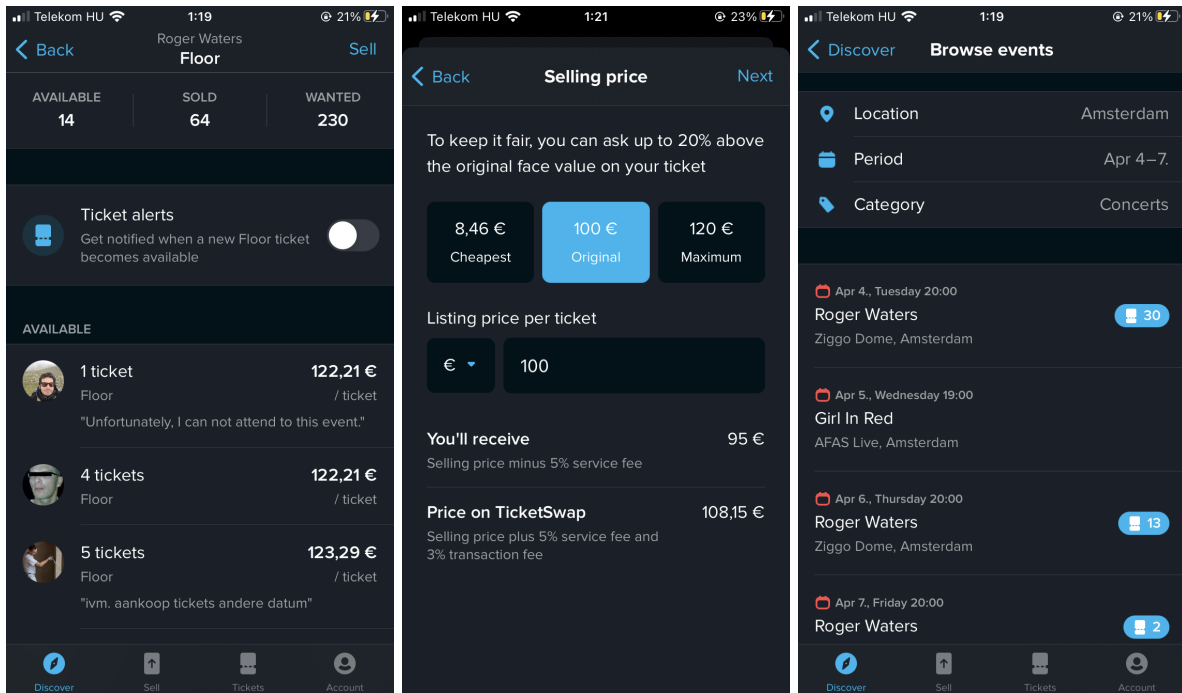 Telekom HU 1:19 21%
Back
Roger Waters
Floor
Sell
AVAILABLE SOLD WANTED
14 64 230
Ticket alerts
Get notified when a new Floor ticket
becomes available
AVAILABLE
1 ticket 122,21 €
Floor / ticket
"Unfortunately, I can not attend to this event."
4 tickets 122,21 €
Floor / ticket
5 tickets 123,29 €
Floor / ticket
"ivm. aankoop tickets andere datum"
Discover Sell Tickets Account
Telekom HU 1:21 23%
Back Selling price Next
To keep it fair, you can ask up to 20% above
the original face value on your ticket
8,46 € 100 € 120 €
Cheapest Original Maximum
Listing price per ticket
€ 100
You'll receive 95 €
Selling price minus 5% service fee
Price on TicketSwap 108,15 €
Selling price plus 5% service fee and
3% transaction fee
Telekom HU 1:19 21%
Discover Browse events
Location Amsterdam
Period Apr 4–7.
Category Concerts
Apr 4., Tuesday 20:00
Roger Waters 30
Ziggo Dome, Amsterdam
Apr 5., Wednesday 19:00
Girl In Red
AFAS Live, Amsterdam
Apr 6., Thursday 20:00
Roger Waters 13
Ziggo Dome, Amsterdam
Apr 7., Friday 20:00
Roger Waters 2
Discover Sell Tickets Account